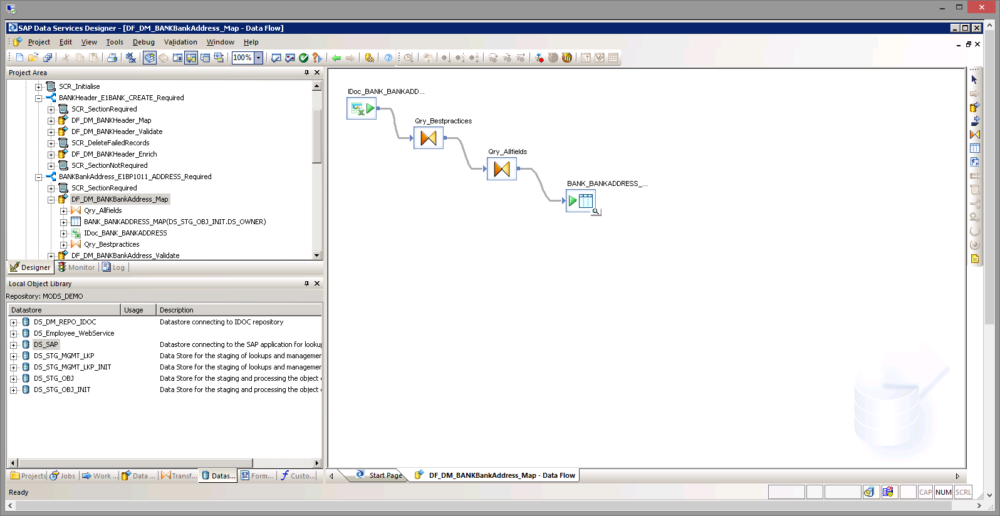 SAP Data Services Designer - [DF_DM_BANKBankAddress_Map - Data Flow]
Project Edit View Tools Debug Validation Window Help
100%
Project Area
SCR_Initialise
BANKHeader_E1BANK_CREATE_Required
SCR_SectionRequired
DF_DM_BANKHeader_Map
DF_DM_BANKHeader_Validate
SCR_DeleteFailedRecords
DF_DM_BANKHeader_Enrich
SCR_SectionNotRequired
BANKBankAddress_E1BP1011_ADDRESS_Required
SCR_SectionRequired
DF_DM_BANKBankAddress_Map
Qry_Allfields
BANK_BANKADDRESS_MAP(DS_STG_OBJ_INIT.DS_OWNER)
IDoc_BANK_BANKADDRESS
Qry_Bestpractices
DF_DM_BANKBankAddress_Validate
Designer Monitor Log
Local Object Library
Repository: MODS_DEMO
Datastore Usage Description
DS_DM_REPO_IDOC Datastore connecting to IDOC repository
DS_Employee_WebService
DS_SAP Datastore connecting to the SAP application for looku
DS_STG_MGMT_LKP Data Store for the staging of lookups and manageme
DS_STG_MGMT_LKP_INIT Data Store for the staging of lookups and manageme
DS_STG_OBJ Data Store for the staging and processing the object
DS_STG_OBJ_INIT Data Store for the staging and processing the object
Projects Jobs Work ... Data ... Transf... Datas... Form... Custo...
IDoc_BANK_BANKADD...
Qry_Bestpractices
Qry_Allfields
BANK_BANKADDRESS_...
Start Page DF_DM_BANKBankAddress_Map - Data Flow
Ready
CAP NUM SCRL